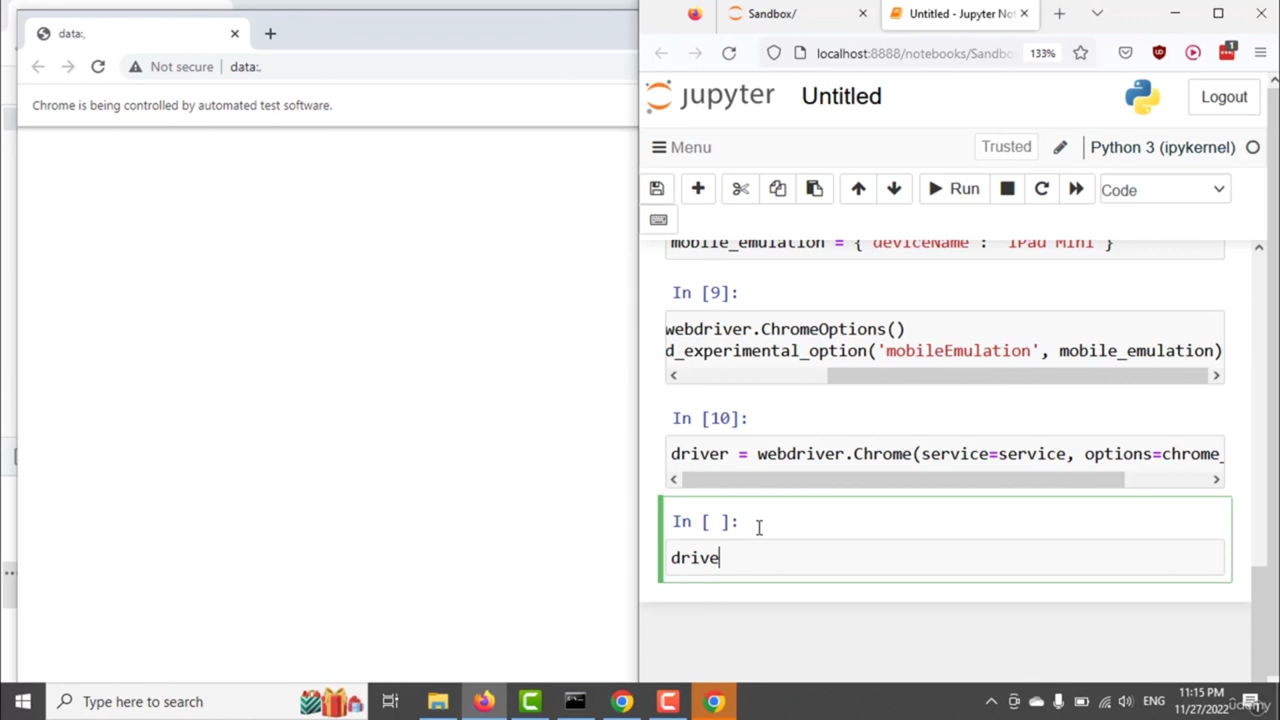 data:,
Not secure
data:,
Chrome is being controlled by automated test software.
Sandbox/
Untitled - Jupyter Not
localhost:8888/notebooks/Sandbo
133%
1
jupyter
Untitled
Logout
Menu
Trusted
Python 3 (ipykernel)
Run
Code
mobile_emulation = { 'deviceName': 'iPad Mini'}
In [9]:
webdriver.ChromeOptions()
d_experimental_option('mobileEmulation', mobile_emulation)
In [10]:
driver = webdriver.Chrome(service=service, options=chrome_
In [ ]:
drive
Type here to search
ENG
11:15 PM
11/27/2022
udemy